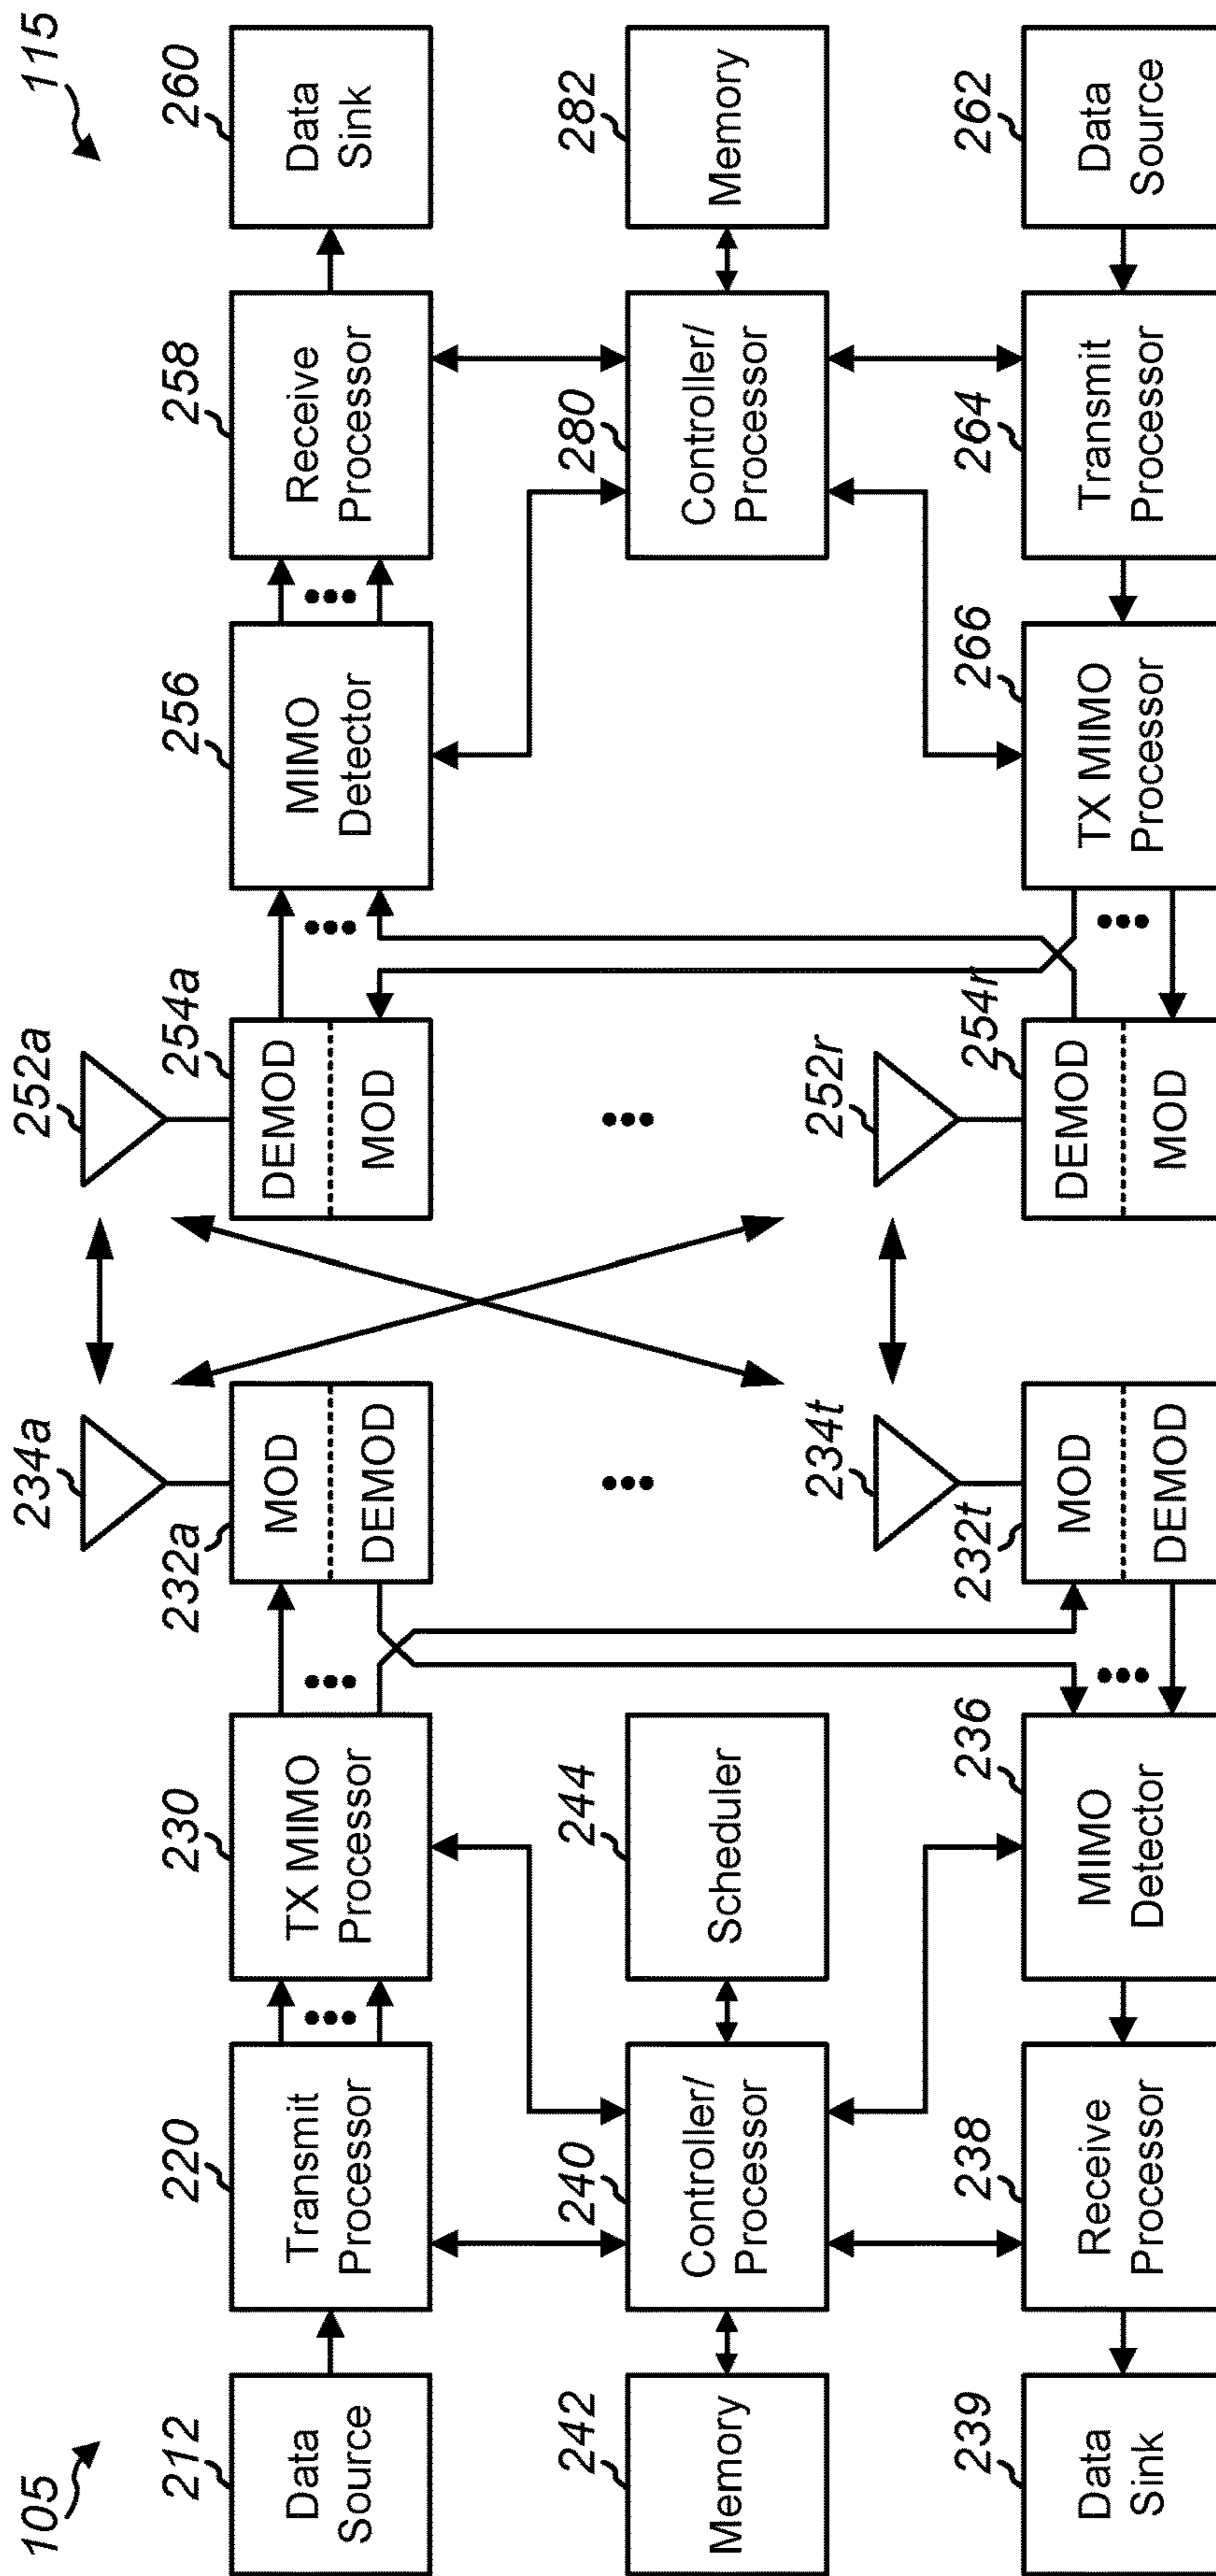 105
115
212
Data
Source
220
Transmit
Processor
230
TX MIMO
Processor
232a
MOD
DEMOD
234a
252a
254a
DEMOD
MOD
256
MIMO
Detector
258
Receive
Processor
260
Data
Sink
242
Memory
240
Controller/
Processor
244
Scheduler
280
Controller/
Processor
282
Memory
239
Data
Sink
238
Receive
Processor
236
MIMO
Detector
232t
MOD
DEMOD
234t
252r
254r
DEMOD
MOD
266
TX MIMO
Processor
264
Transmit
Processor
262
Data
Source